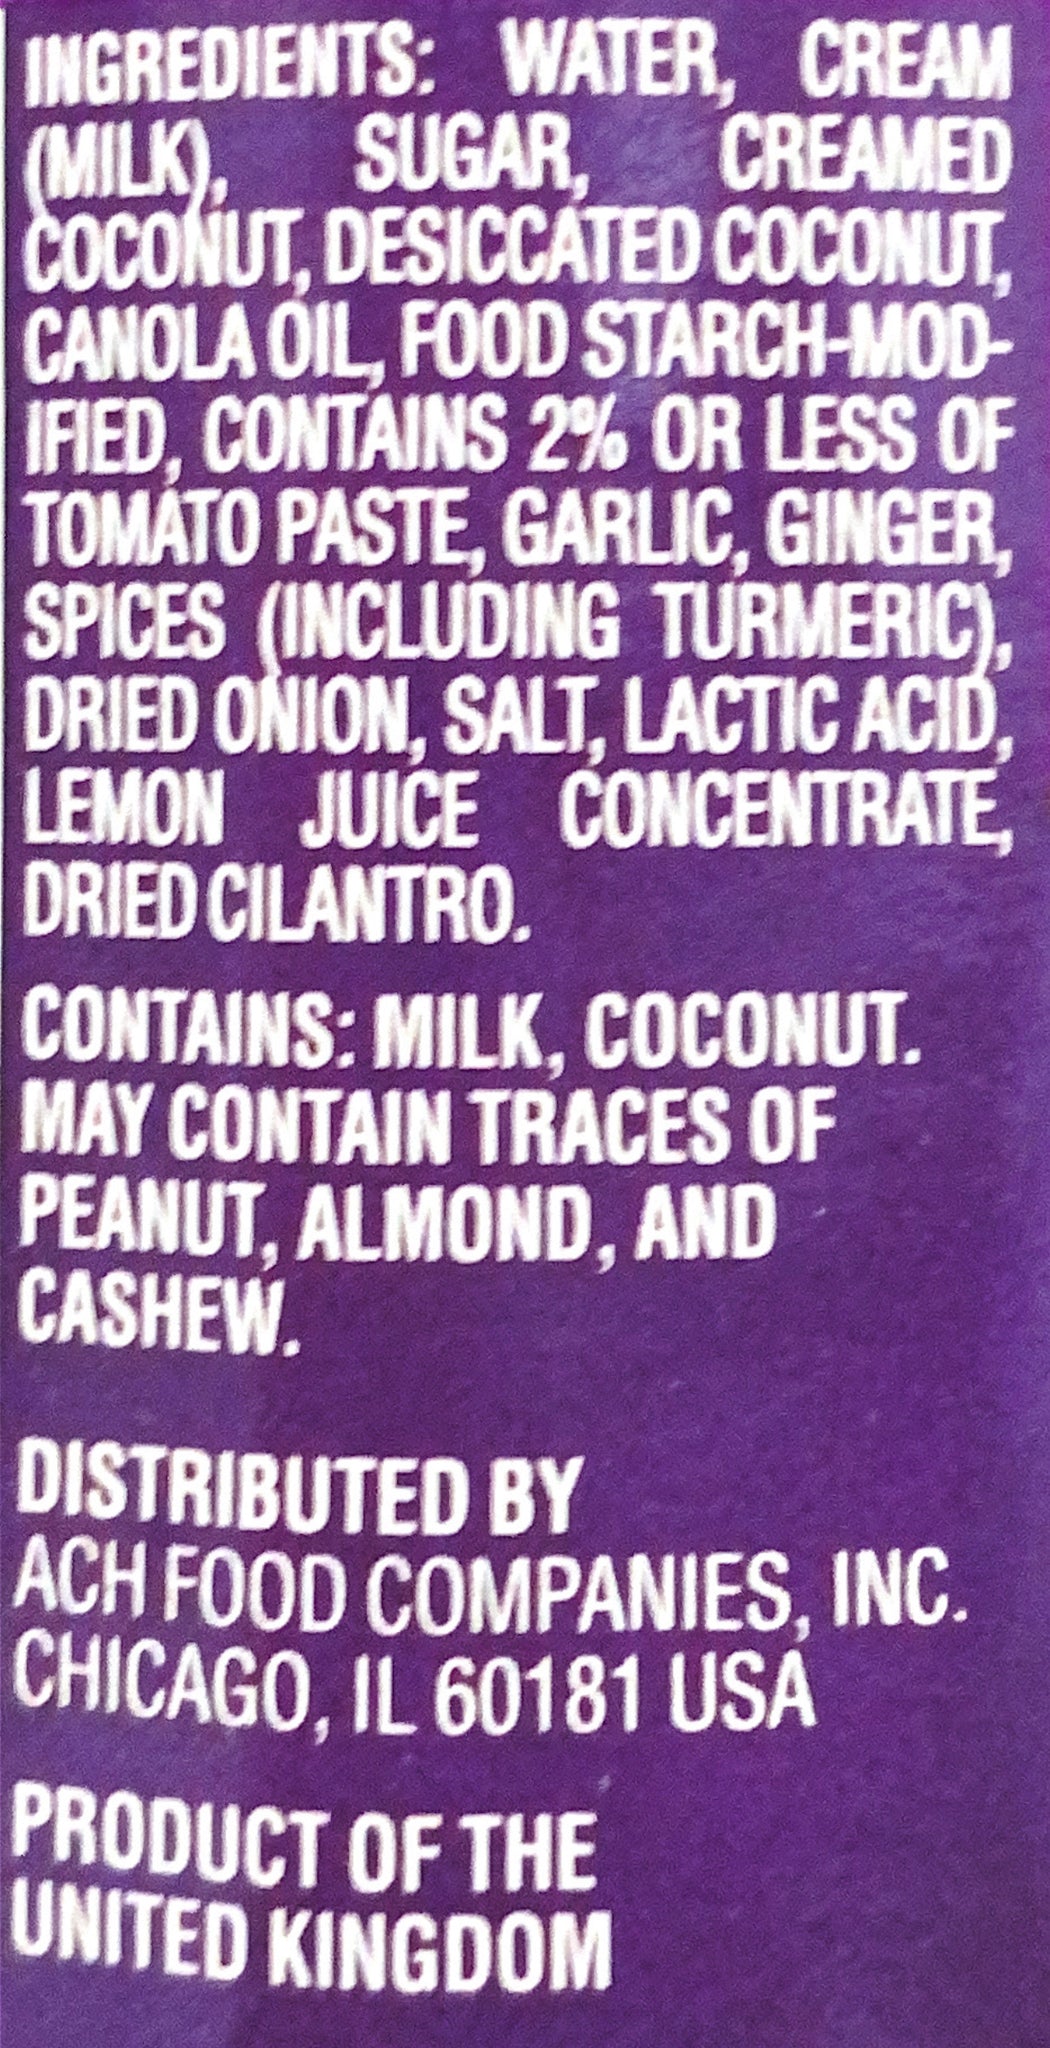 INGREDIENTS: WATER, CREAM
(MILK), SUGAR, CREAMED
COCONUT, DESICCATED COCONUT,
CANOLA OIL, FOOD STARCH-MOD-
IFIED, CONTAINS 2% OR LESS OF
TOMATO PASTE, GARLIC, GINGER,
SPICES (INCLUDING TURMERIC),
DRIED ONION, SALT, LACTIC ACID,
LEMON JUICE CONCENTRATE,
DRIED CILANTRO.
CONTAINS: MILK, COCONUT.
MAY CONTAIN TRACES OF
PEANUT, ALMOND, AND
CASHEW.
DISTRIBUTED BY
ACH FOOD COMPANIES, INC.
CHICAGO, IL 60181 USA
PRODUCT OF THE
UNITED KINGDOM